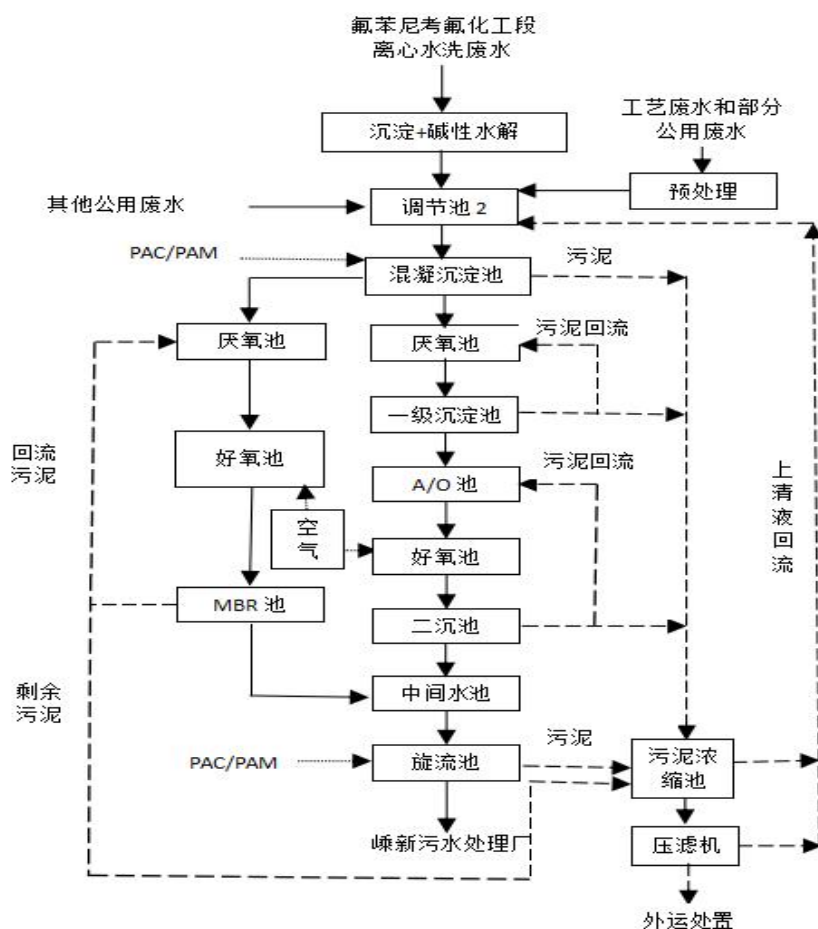 氟苯尼考氟化工段
离心水洗废水
工艺废水和部分
公用废水
沉淀+碱性水解
预处理
其他公用废水
调节池 2
PAC/PAM
污泥
混凝沉淀池
厌氧池
厌氧池
污泥回流
一级沉淀池
回流
污泥
好氧池
污泥回流
A/O 池
上清液回流
空
气
好氧池
MBR 池
二沉池
剩余
污泥
中间水池
污泥
PAC/PAM
旋流池
污泥浓
缩池
嵊新污水处理厂
压滤机
外运处置